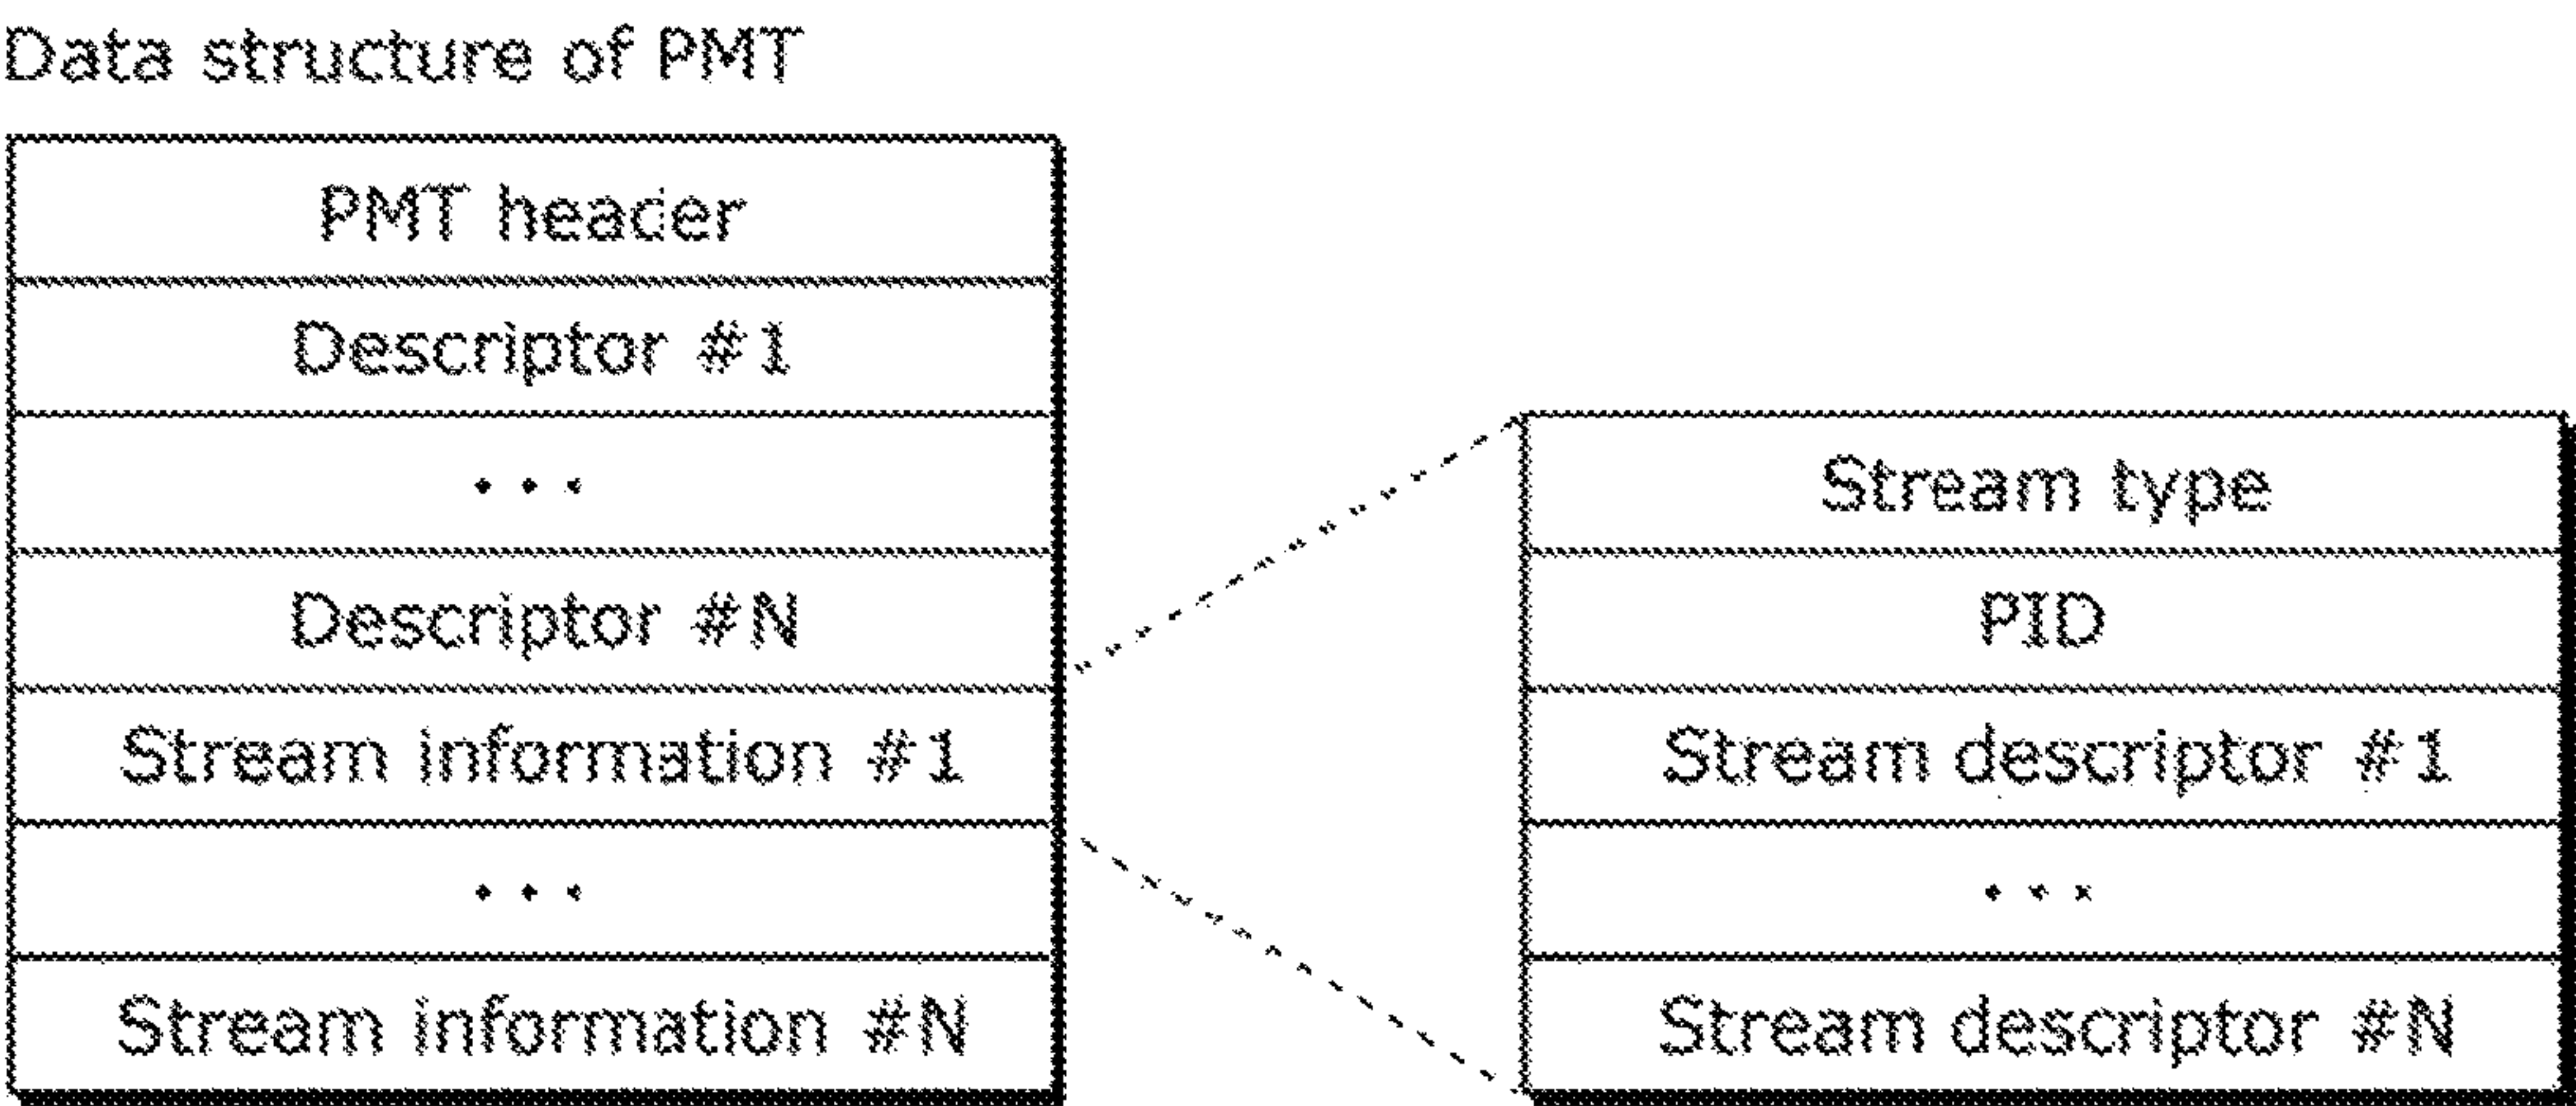 Data structure of PMT
PMT header
Descriptor #1
...
Descriptor #N
Stream information #1
...
Stream information #N
Stream type
PID
Stream descriptor #1
...
Stream descriptor #N